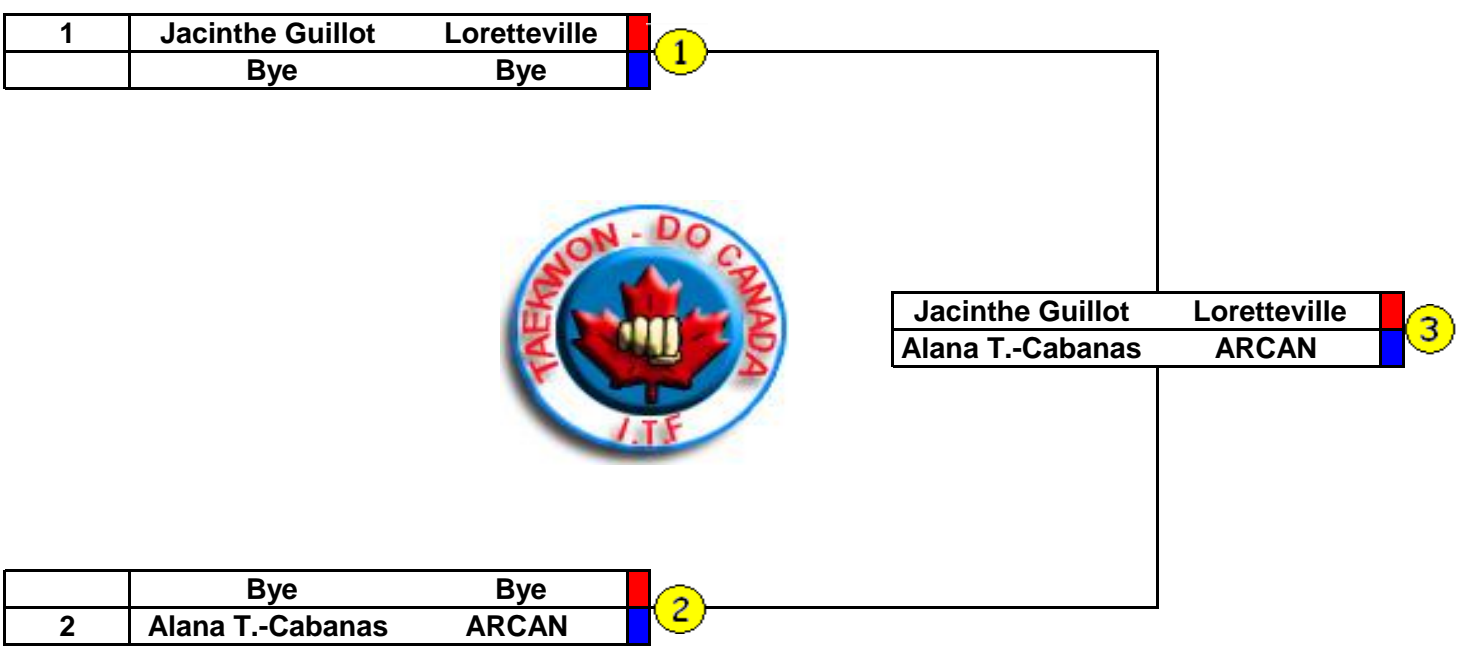 1 Jacinthe Guillot Loretteville
1
Bye Bye
TAEKWON - DO CANADA
I.T.F
Jacinthe Guillot Loretteville
3
Alana T.-Cabanas ARCAN
Bye Bye
2
2 Alana T.-Cabanas ARCAN